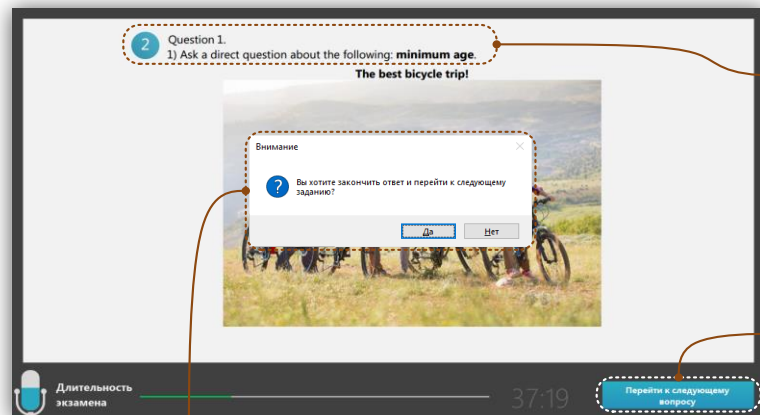 2
Question 1.
1) Ask a direct question about the following: minimum age.
The best bicycle trip!
Внимание
?
Вы хотите закончить ответ и перейти к следующему
заданию?
Да
Нет
Длительность
экзамена
37:19
Перейти к следующему
вопросу